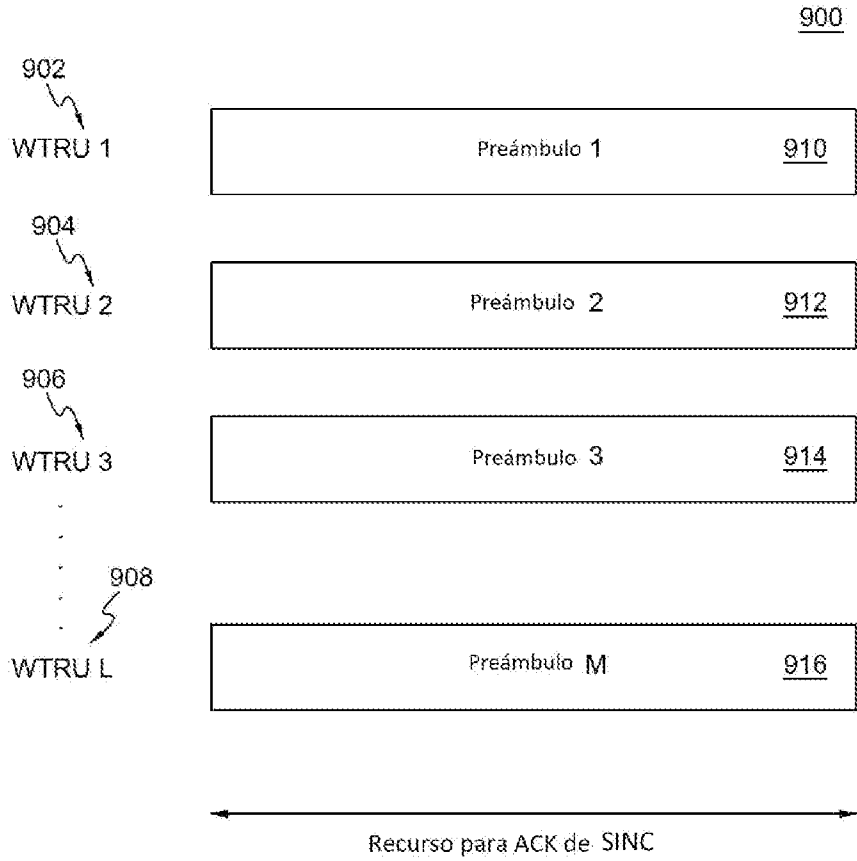 900
902
WTRU 1
Preámbulo 1
910
904
WTRU 2
Preámbulo 2
912
906
WTRU 3
Preámbulo 3
914
908
WTRU L
Preámbulo M
916
Recurso para ACK de SINC